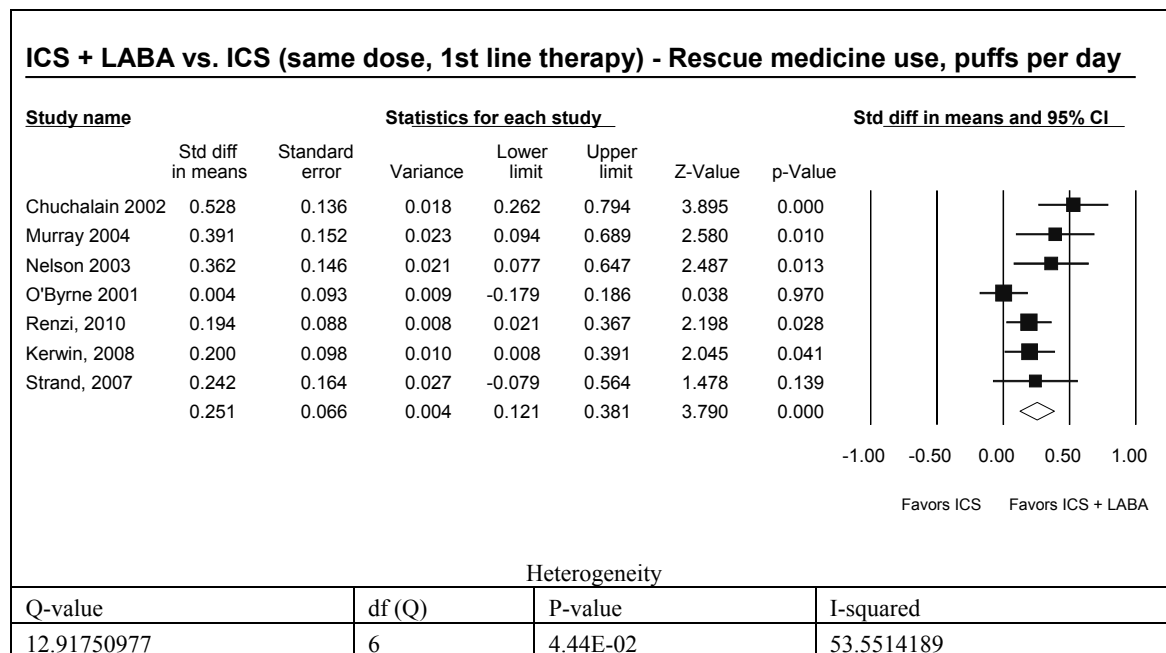 ICS + LABA vs. ICS (same dose, 1st line therapy) - Rescue medicine use, puffs per day
Study name Statistics for each study Std diff in means and 95% CI
Std diff in means Standard error Variance Lower limit Upper limit Z-Value p-Value
Chuchalain 2002 0.528 0.136 0.018 0.262 0.794 3.895 0.000
Murray 2004 0.391 0.152 0.023 0.094 0.689 2.580 0.010
Nelson 2003 0.362 0.146 0.021 0.077 0.647 2.487 0.013
O'Byrne 2001 0.004 0.093 0.009 -0.179 0.186 0.038 0.970
Renzi, 2010 0.194 0.088 0.008 0.021 0.367 2.198 0.028
Kerwin, 2008 0.200 0.098 0.010 0.008 0.391 2.045 0.041
Strand, 2007 0.242 0.164 0.027 -0.079 0.564 1.478 0.139
0.251 0.066 0.004 0.121 0.381 3.790 0.000
-1.00 -0.50 0.00 0.50 1.00
Favors ICS Favors ICS + LABA
Heterogeneity
Q-value df (Q) P-value I-squared
12.91750977 6 4.44E-02 53.5514189